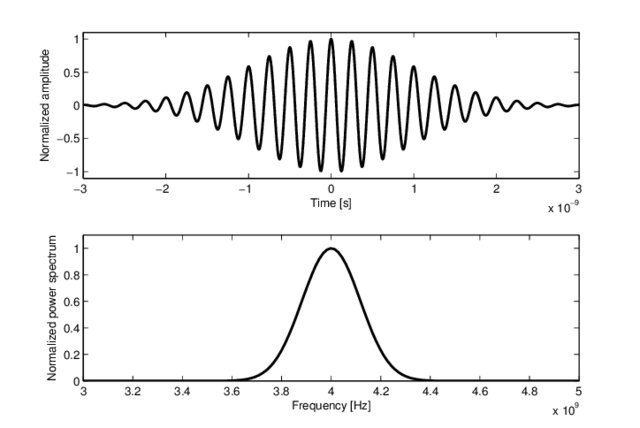 Normalized amplitude
1
0.5
0
−0.5
−1
−3 −2 −1 0 1 2 3
Time [s]
x 10⁻⁹
Normalized power spectrum
1
0.8
0.6
0.4
0.2
0
3 3.2 3.4 3.6 3.8 4 4.2 4.4 4.6 4.8 5
Frequency [Hz]
x 10⁹